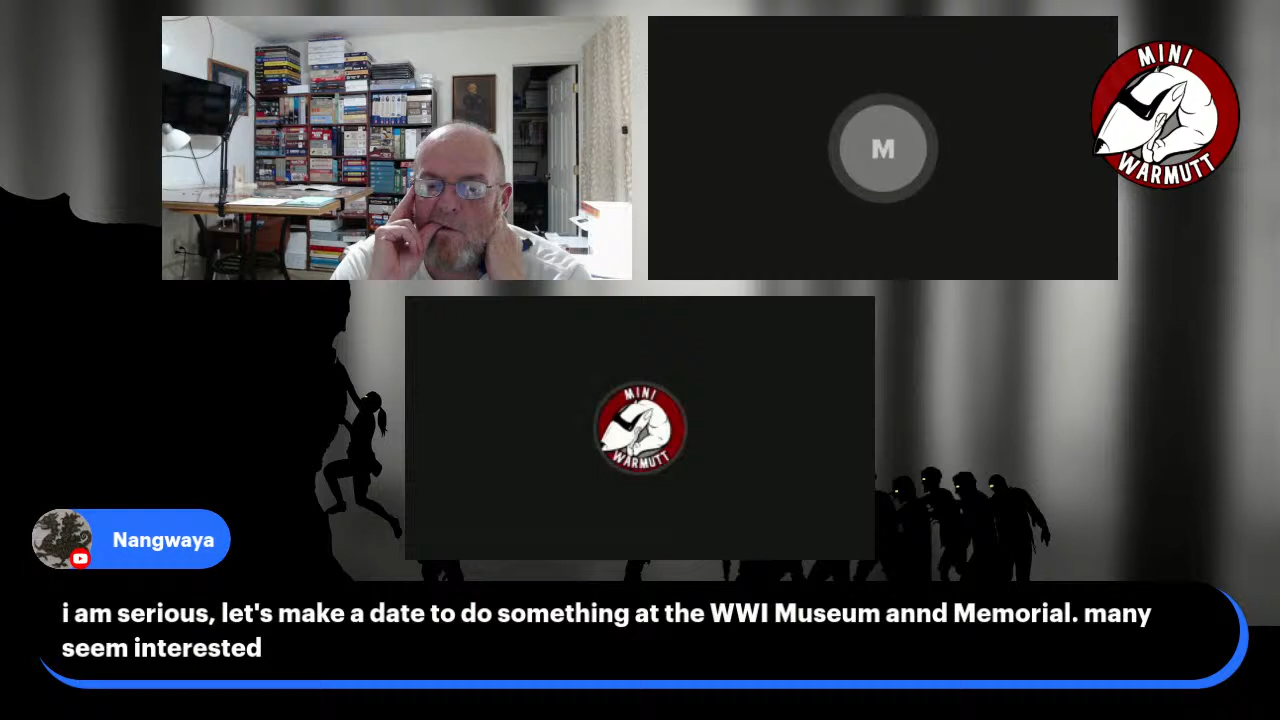 MINI
WARMUTT
M
MINI
WARMUTT
Nangwaya
i am serious, let's make a date to do something at the WWI Museum annd Memorial. many
seem interested